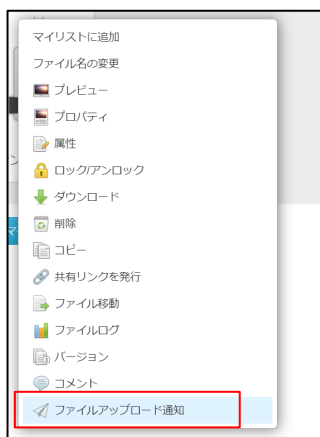 マイリストに追加
ファイル名の変更
プレビュー
プロパティ
属性
ロック/アンロック
ダウンロード
削除
コピー
共有リンクを発行
ファイル移動
ファイルログ
バージョン
コメント
ファイルアップロード通知